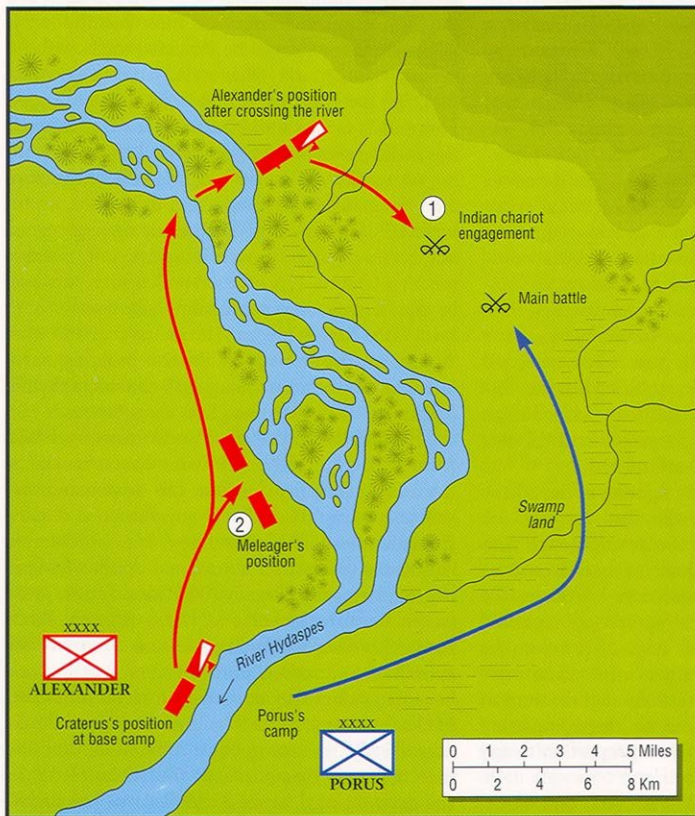 Alexander's position
after crossing the river
1
Indian chariot
engagement
Main battle
Swamp
land
2
Meleager's
position
XXXX
ALEXANDER
River Hydaspes
Craterus's position
at base camp
Porus's
camp
XXXX
PORUS
0 1 2 3 4 5 Miles
0 2 4 6 8 Km